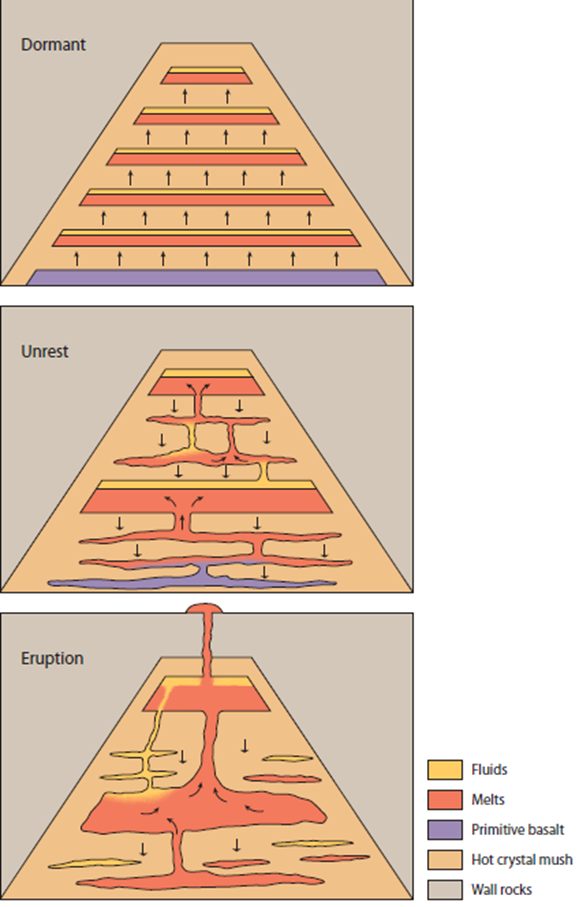 Dormant
Unrest
Eruption
Fluids
Melts
Primitive basalt
Hot crystal mush
Wall rocks